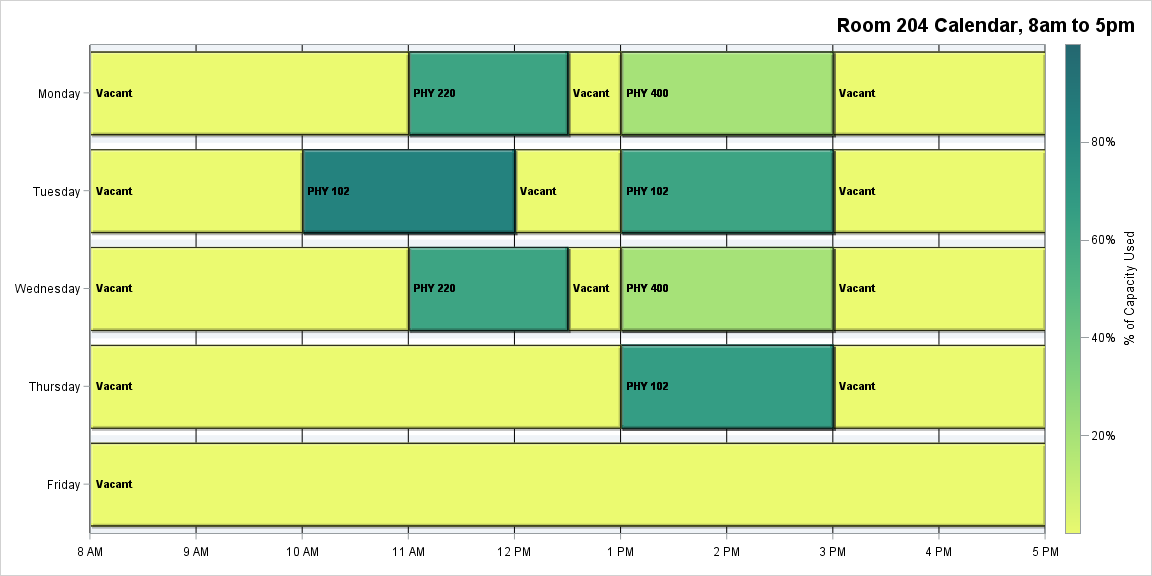 Room 204 Calendar, 8am to 5pm
Monday
Vacant
PHY 220
Vacant
PHY 400
Vacant
Tuesday
Vacant
PHY 102
Vacant
PHY 102
Vacant
Wednesday
Vacant
PHY 220
Vacant
PHY 400
Vacant
Thursday
Vacant
PHY 102
Vacant
Friday
Vacant
8 AM
9 AM
10 AM
11 AM
12 PM
1 PM
2 PM
3 PM
4 PM
5 PM
80%
60%
40%
20%
% of Capacity Used